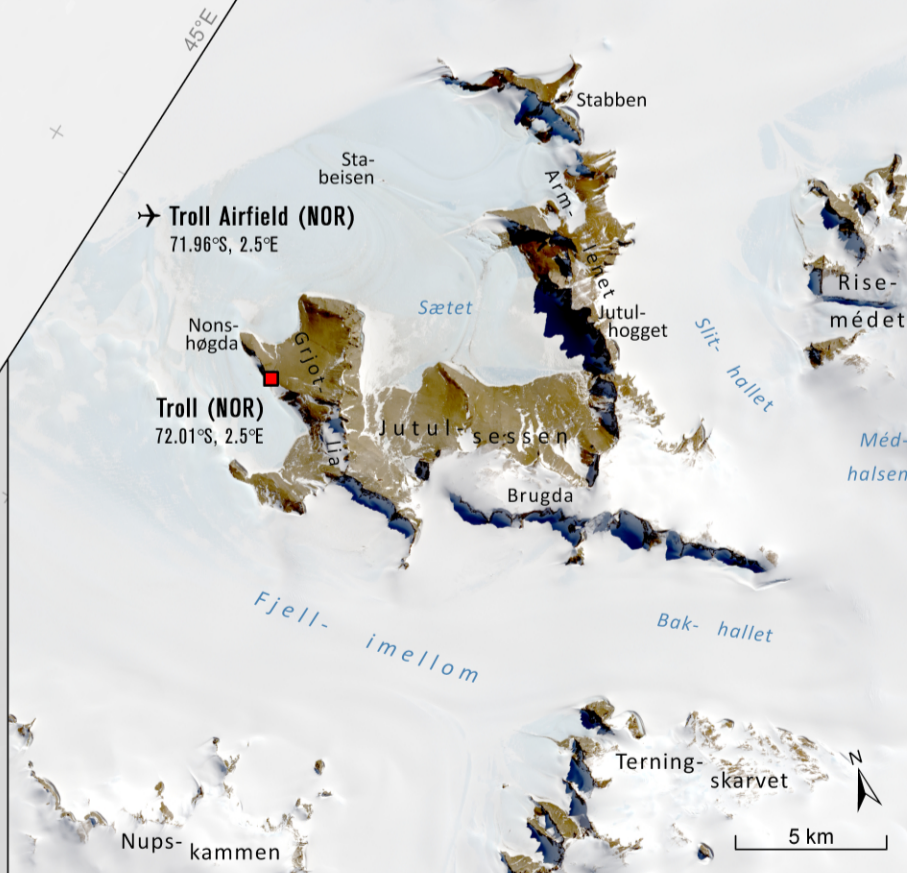 45°E
Stabben
Sta-
beisen
Arm-
lenet
Troll Airfield (NOR)
71.96°S, 2.5°E
Rise-
médet
Sætet
Jutul-
hogget
Nons-
høgda
Grjot
lia
Slit-
hallet
Troll (NOR)
72.01°S, 2.5°E
Jutul-sessen
Méd-
halsen
Brugda
Fjell- imellom
Bak- hallet
Terning-
skarvet
N
Nups-
kammen
5 km